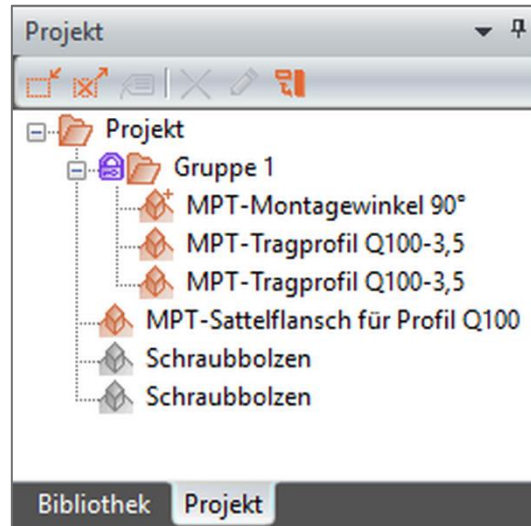 Projekt
Projekt
Gruppe 1
MPT-Montagewinkel 90°
MPT-Tragprofil Q100-3,5
MPT-Tragprofil Q100-3,5
MPT-Sattelflansch für Profil Q100
Schraubbolzen
Schraubbolzen
Bibliothek Projekt